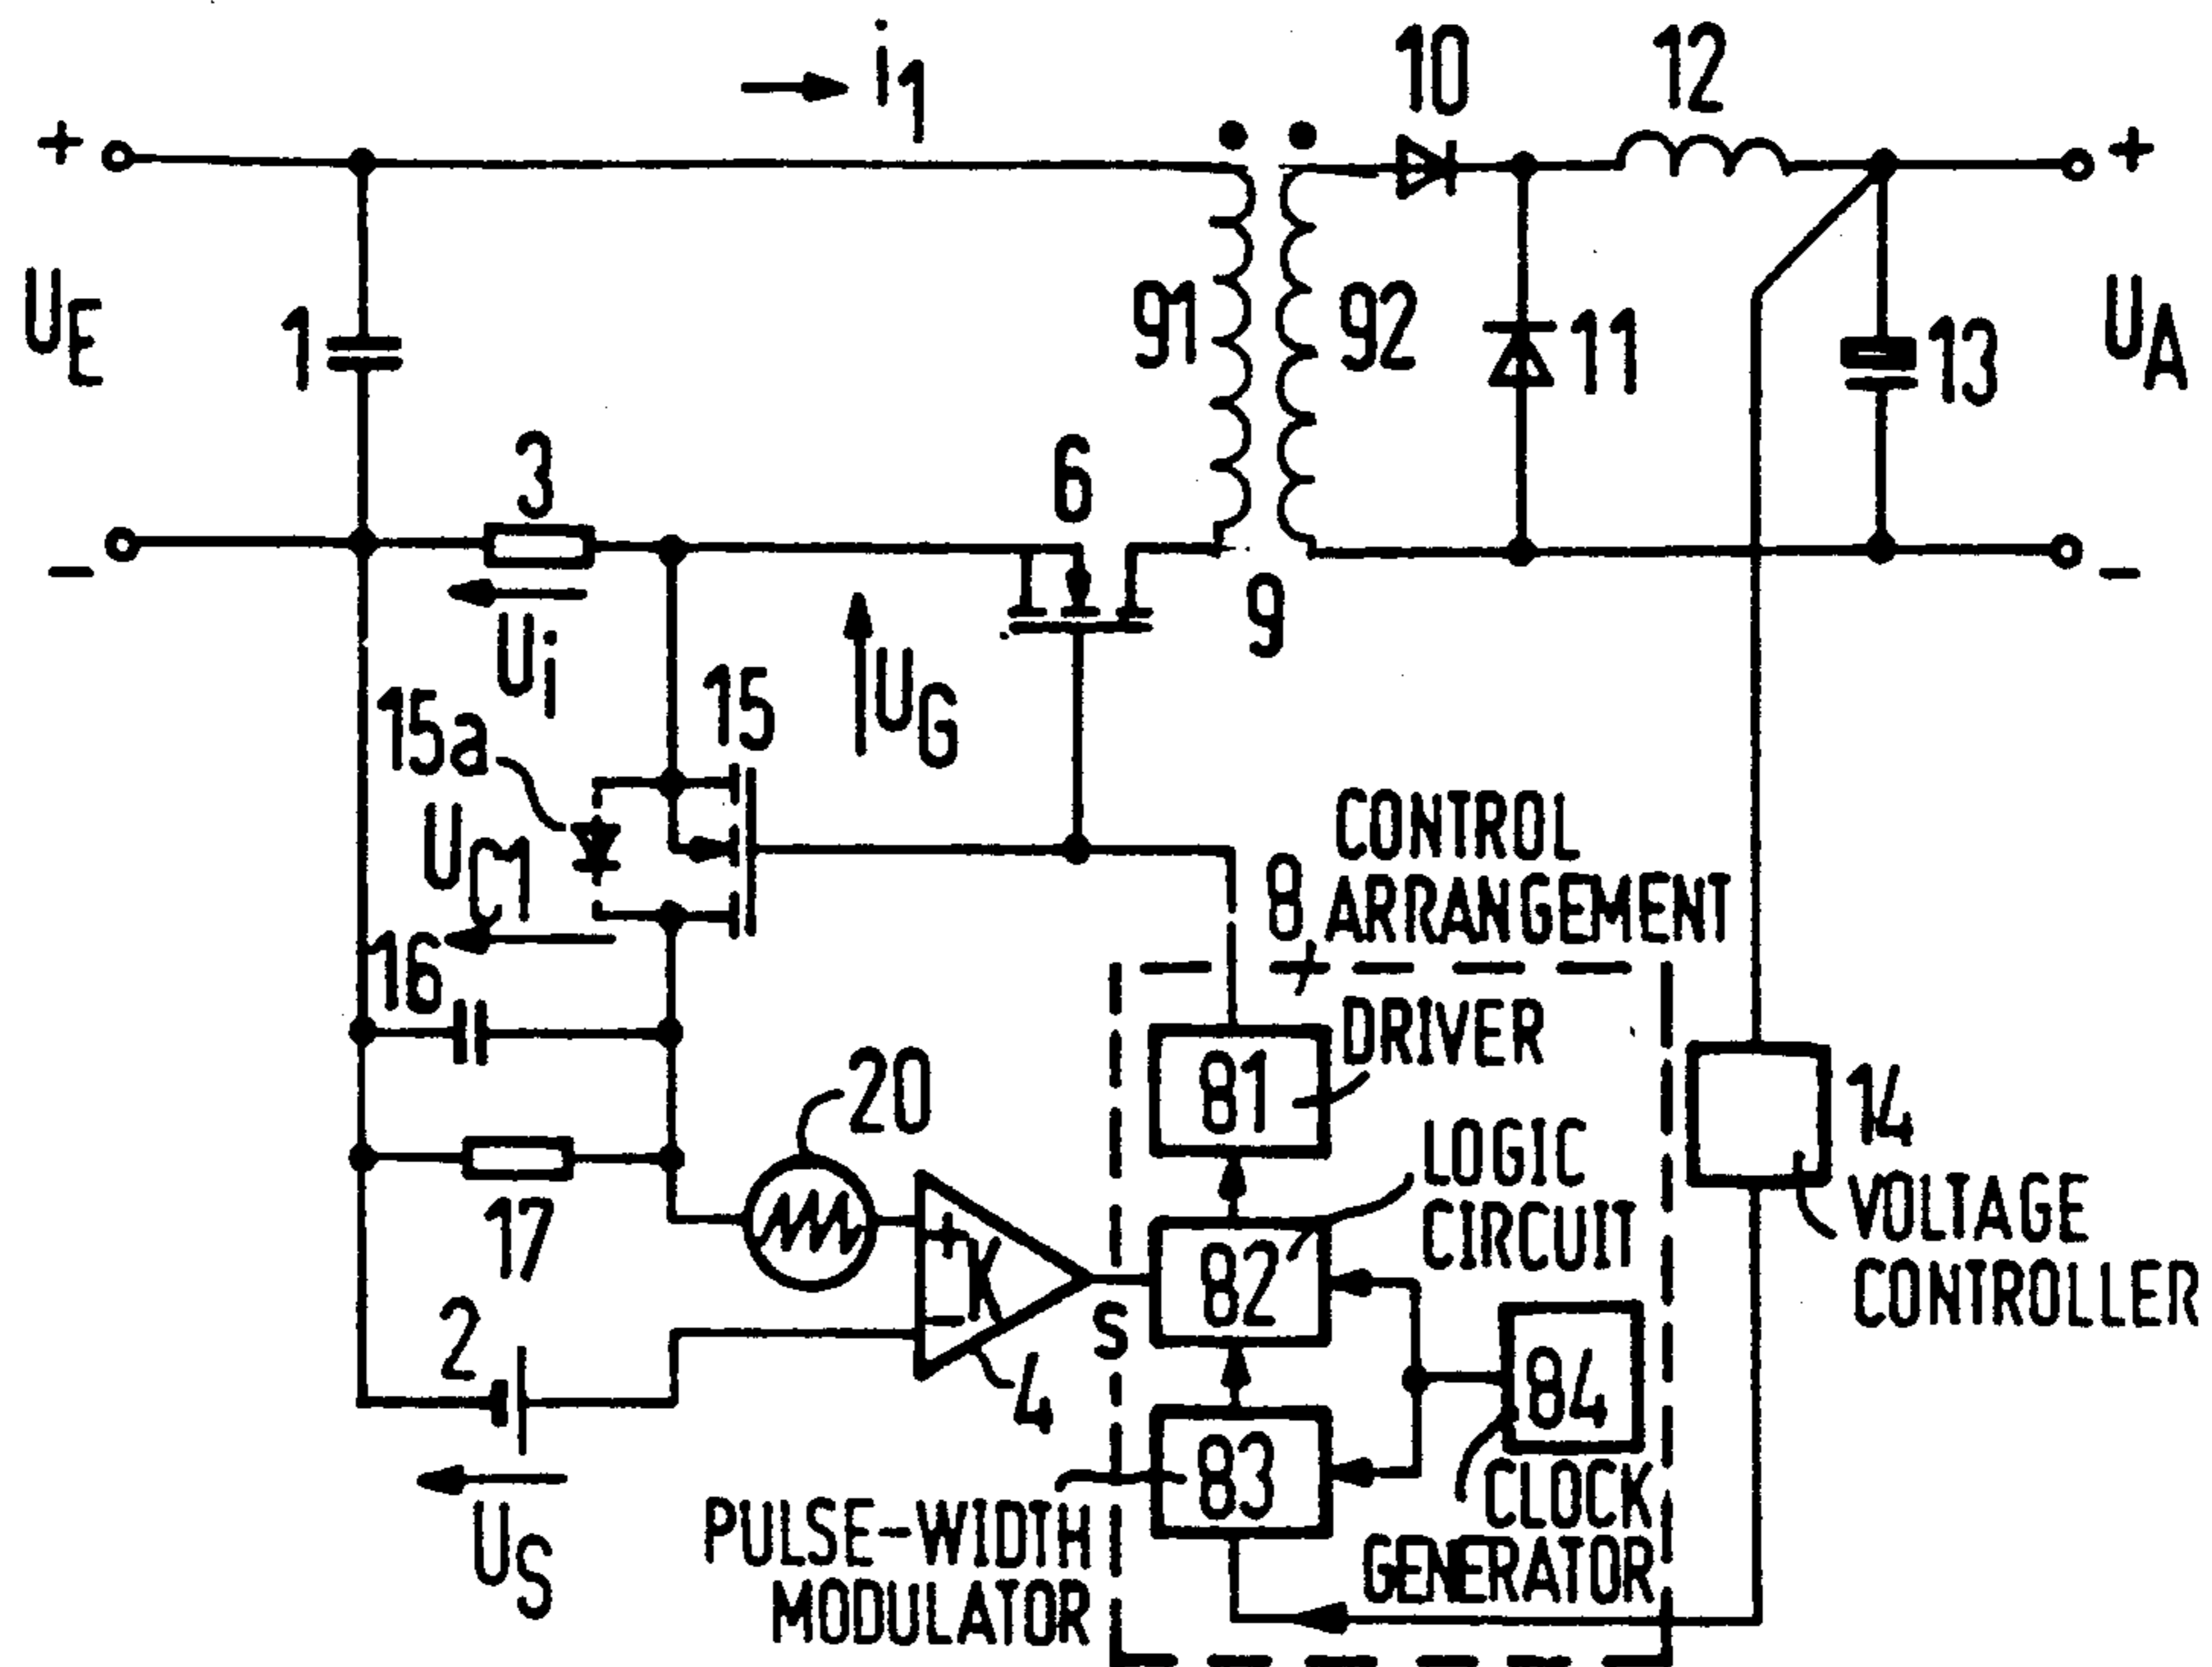 i1
10
12
+
+
UE
1
91
92
11
13
UA
3
6
-
-
Ui
9
15a
15
UG
UC1
CONTROL
8 ARRANGEMENT
16
DRIVER
81
20
14
LOGIC
CIRCUIT
VOLTAGE
CONTROLLER
17
+
K
-
82
S
2
4
84
83
US
CLOCK
GENERATOR
PULSE-WIDTH
MODULATOR